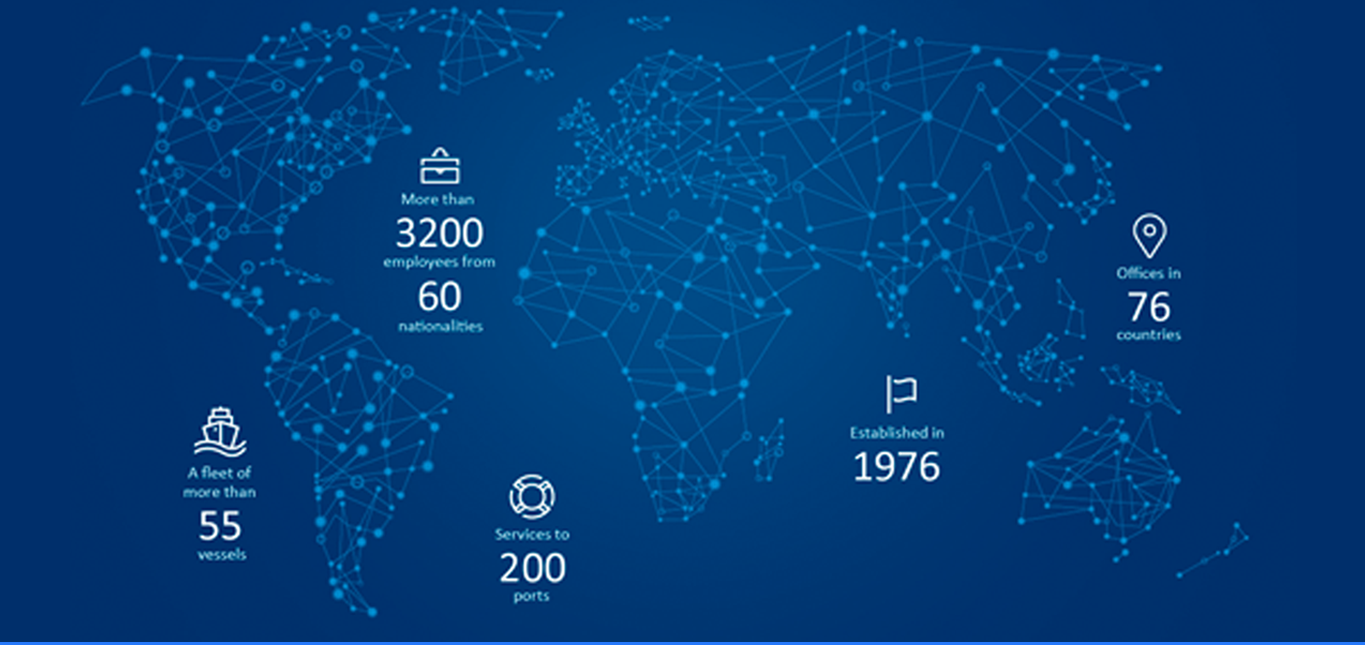 More than
3200
employees from
60
nationalities
Offices in
76
countries
Established in
1976
A fleet of
more than
55
vessels
Services to
200
ports